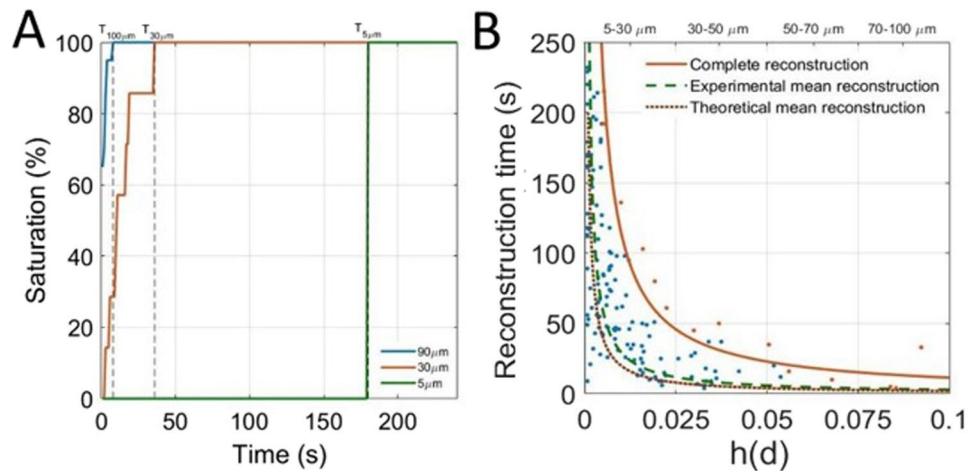 A
T100μm T30μm T5μm
100
80
60
40
20
0
Saturation (%)
90μm
30μm
5μm
0 50 100 150 200
Time (s)
B
5-30 μm 30-50 μm 50-70 μm 70-100 μm
250
200
150
100
50
0
Reconstruction time (s)
Complete reconstruction
Experimental mean reconstruction
Theoretical mean reconstruction
0 0.025 0.05 0.075 0.1
h(d)